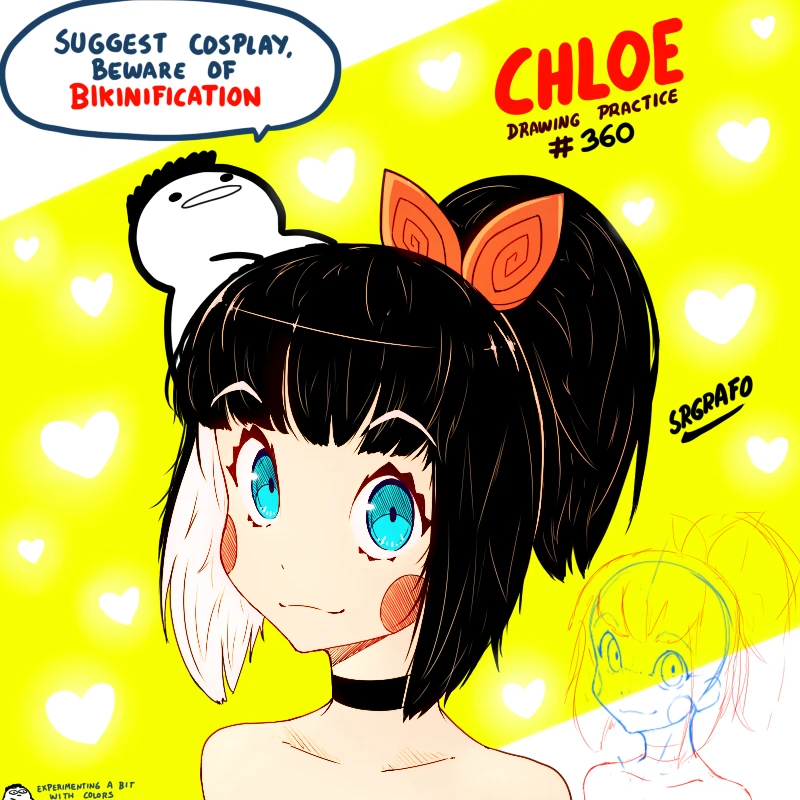 SUGGEST COSPLAY,
BEWARE OF
BIKINIFICATION
CHLOE
DRAWING PRACTICE
# 360
SRGRAFO
EXPERIMENTING A BIT
WITH COLORS